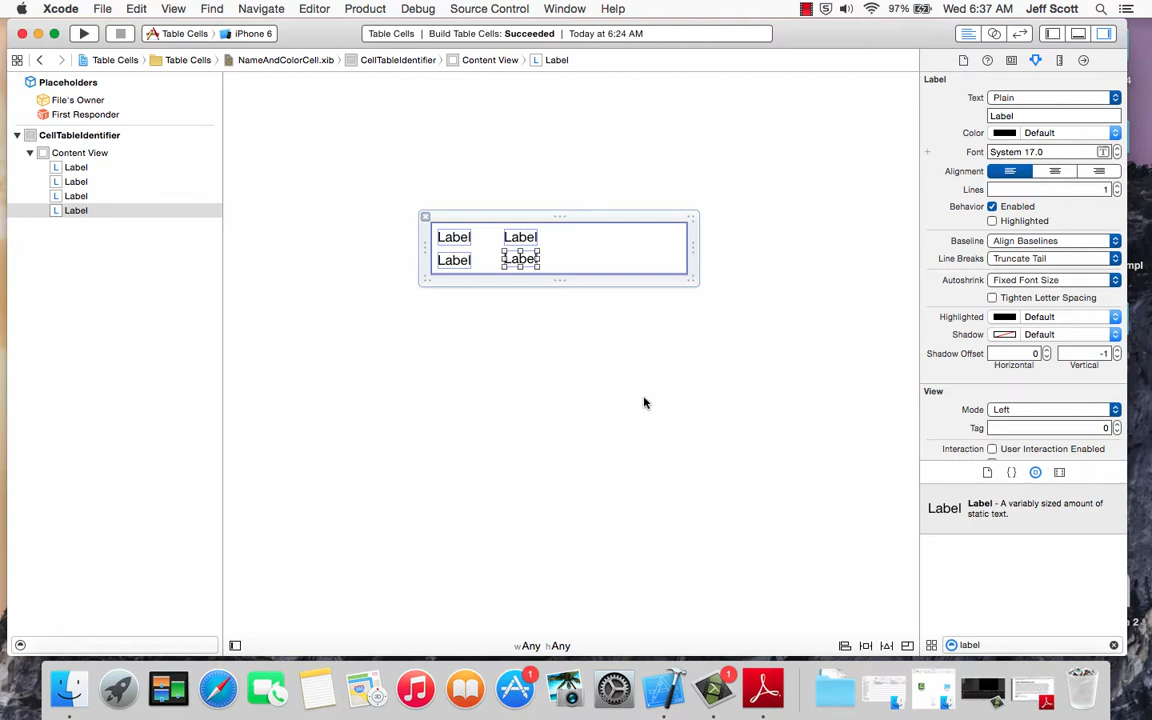 Xcode File Edit View Find Navigate Editor Product Debug Source Control Window Help 5 97% Wed 6:37 AM Jeff Scott
Table Cells iPhone 6 Table Cells Build Table Cells: Succeeded Today at 6:24 AM
Table Cells Table Cells NameAndColorCell.xib CellTableIdentifier Content View L Label
Placeholders
File's Owner
First Responder
CellTableIdentifier
Content View
L Label
L Label
L Label
L Label
Label Label
Label Label
wAny hAny
Label
Text Plain
Label
Color Default
Font System 17.0 T
Alignment
Lines 1
Behavior Enabled
Highlighted
Baseline Align Baselines
Line Breaks Truncate Tail
Autoshrink Fixed Font Size
Tighten Letter Spacing
Highlighted Default
Shadow Default
Shadow Offset 0 -1
Horizontal Vertical
View
Mode Left
Tag 0
Interaction User Interaction Enabled
Label Label - A variably sized amount of
static text.
label
1 1